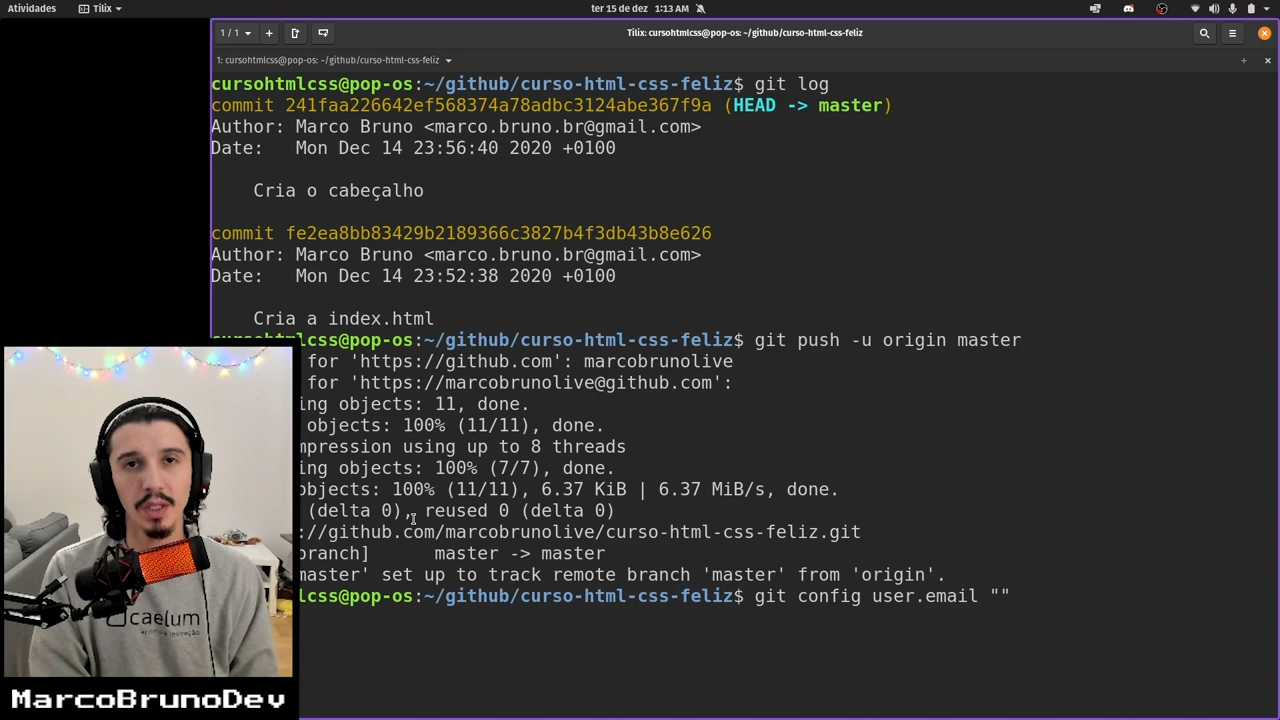 Atividades
Tilix
ter 15 de dez 1:13 AM
1 / 1
Tilix: cursohtmlcss@pop-os: ~/github/curso-html-css-feliz
1: cursohtmlcss@pop-os: ~/github/curso-html-css-feliz
cursohtmlcss@pop-os:~/github/curso-html-css-feliz$ git log
commit 241faa226642ef568374a78adbc3124abe367f9a (HEAD -> master)
Author: Marco Bruno <marco.bruno.br@gmail.com>
Date:   Mon Dec 14 23:56:40 2020 +0100
Cria o cabeçalho
commit fe2ea8bb83429b2189366c3827b4f3db43b8e626
Author: Marco Bruno <marco.bruno.br@gmail.com>
Date:   Mon Dec 14 23:52:38 2020 +0100
Cria a index.html
cursohtmlcss@pop-os:~/github/curso-html-css-feliz$ git push -u origin master
for 'https://github.com': marcobrunolive
for 'https://marcobrunolive@github.com':
ing objects: 11, done.
objects: 100% (11/11), done.
mpression using up to 8 threads
ing objects: 100% (7/7), done.
objects: 100% (11/11), 6.37 KiB | 6.37 MiB/s, done.
(delta 0), reused 0 (delta 0)
://github.com/marcobrunolive/curso-html-css-feliz.git
branch]      master -> master
master' set up to track remote branch 'master' from 'origin'.
lcss@pop-os:~/github/curso-html-css-feliz$ git config user.email ""
caelum
ensino e inovação
MarcoBrunoDev